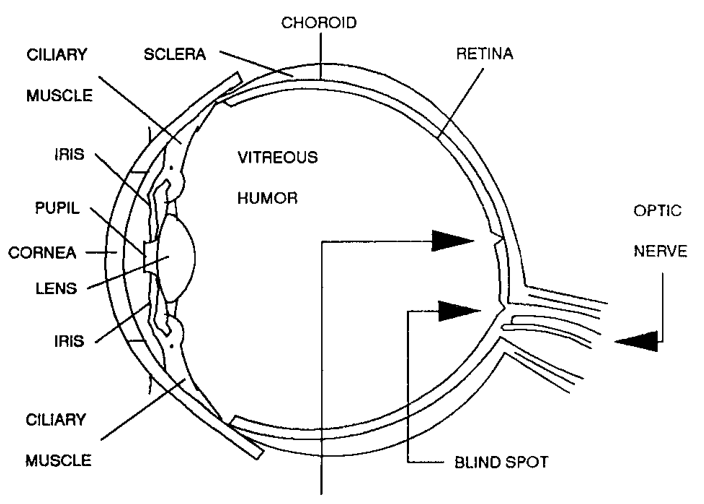 CHOROID
CILIARY
MUSCLE
SCLERA
RETINA
IRIS
VITREOUS
HUMOR
PUPIL
OPTIC
NERVE
CORNEA
LENS
IRIS
CILIARY
MUSCLE
BLIND SPOT